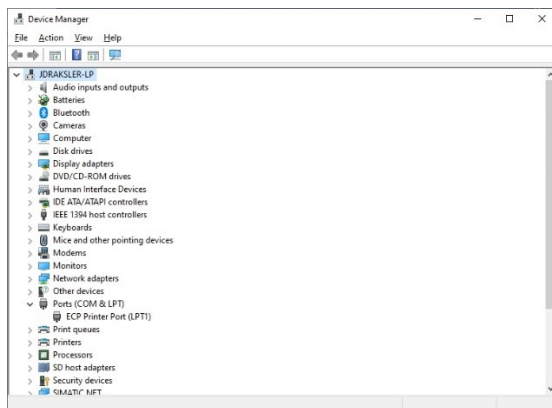 Device Manager
File Action View Help
JDRAKSLER-LP
Audio inputs and outputs
Batteries
Bluetooth
Cameras
Computer
Disk drives
Display adapters
DVD/CD-ROM drives
Human Interface Devices
IDE ATA/ATAPI controllers
IEEE 1394 host controllers
Keyboards
Mice and other pointing devices
Modems
Monitors
Network adapters
Other devices
Ports (COM & LPT)
ECP Printer Port (LPT1)
Print queues
Printers
Processors
SD host adapters
Security devices
SIMATIC NET